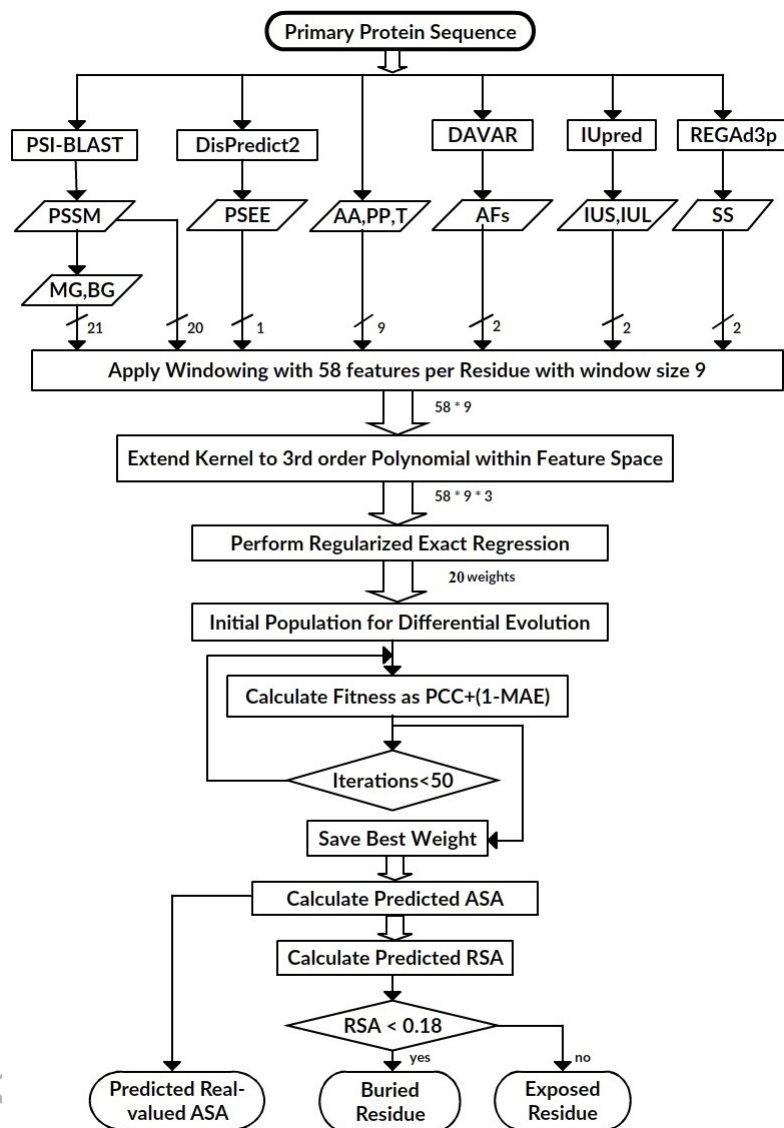 Primary Protein Sequence
PSI-BLAST
DisPredict2
DAVAR
IUpred
REGAd3p
PSSM
PSEE
AA,PP,T
AFs
IUS,IUL
SS
MG,BG
21
20
1
9
2
2
2
Apply Windowing with 58 features per Residue with window size 9
58 * 9
Extend Kernel to 3rd order Polynomial within Feature Space
58 * 9 * 3
Perform Regularized Exact Regression
20 weights
Initial Population for Differential Evolution
Calculate Fitness as PCC+(1-MAE)
Iterations<50
Save Best Weight
Calculate Predicted ASA
Calculate Predicted RSA
RSA < 0.18
yes
no
Predicted Real-
valued ASA
Buried
Residue
Exposed
Residue